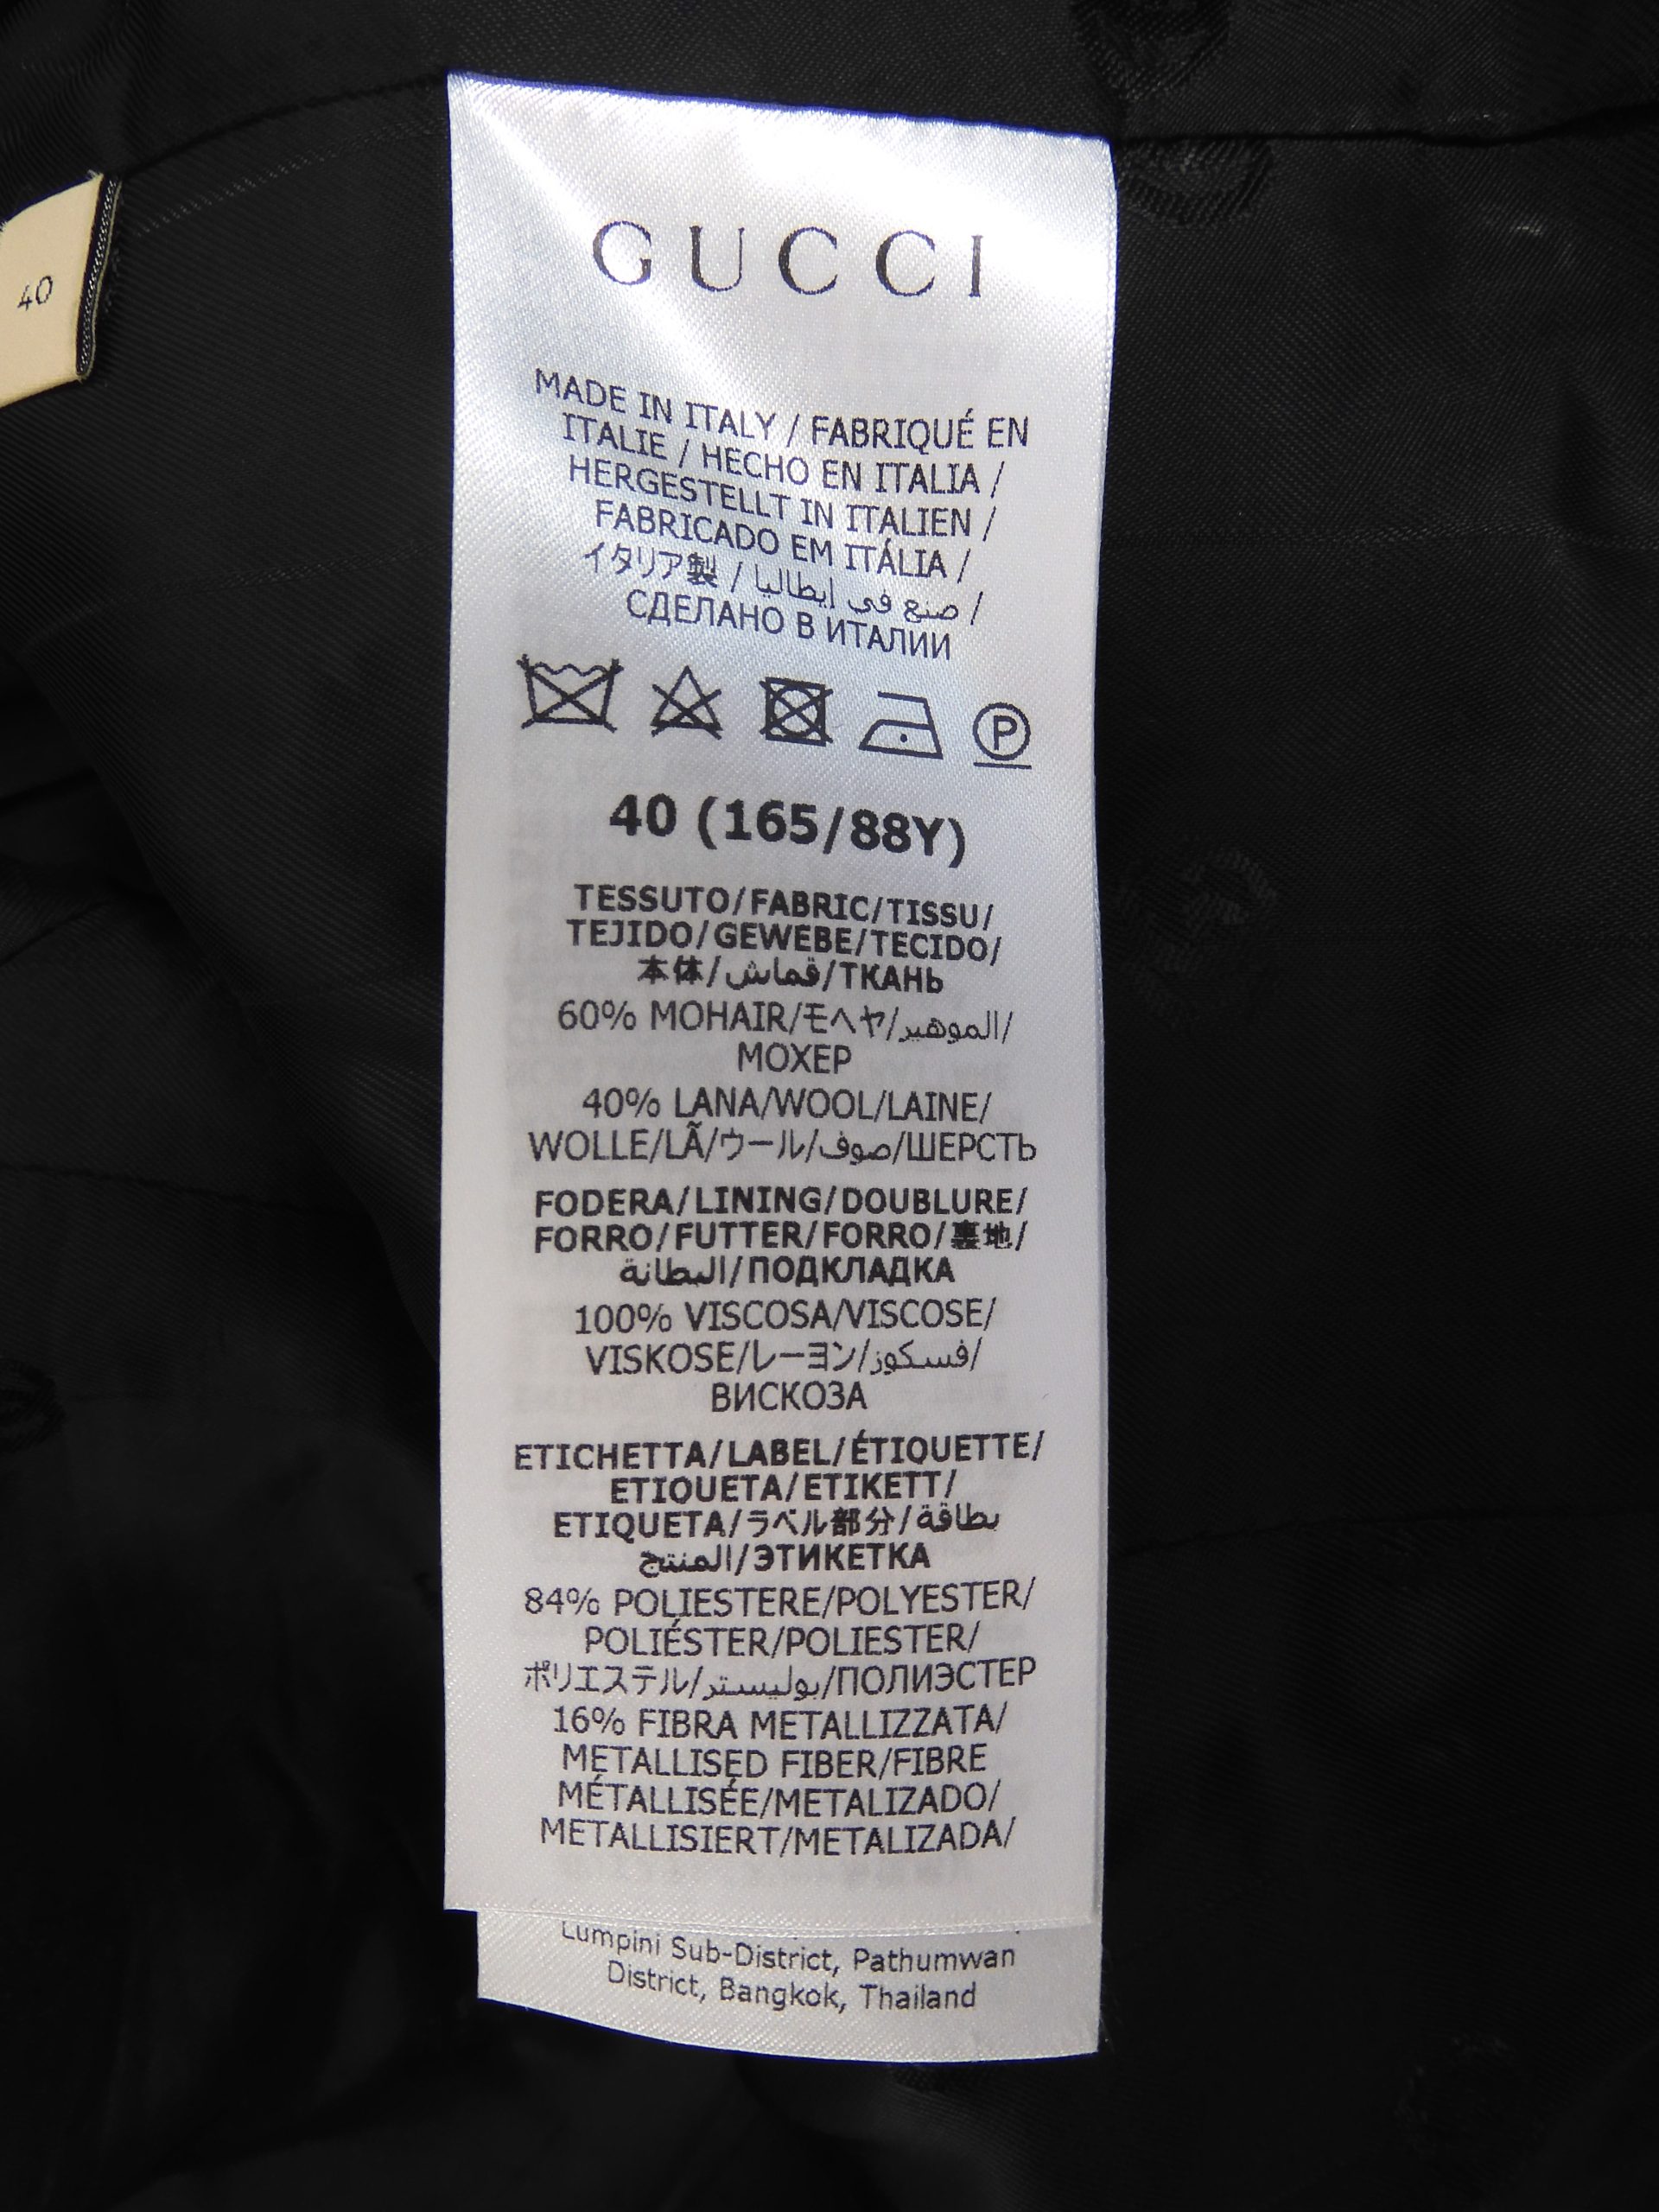 40
GUCCI
MADE IN ITALY / FABRIQUÉ EN
ITALIE / HECHO EN ITALIA /
HERGESTELLT IN ITALIEN /
FABRICADO EM ITÁLIA /
イタリア製 / صنع في إيطاليا /
СДЕЛАНО В ИТАЛИИ
P
40 (165/88Y)
TESSUTO/FABRIC/TISSU/
TEJIDO/GEWEBE/TECIDO/
本体/قماش/ТКАНЬ
60% MOHAIR/モヘヤ/الموهير/
МОХЕР
40% LANA/WOOL/LAINE/
WOLLE/LÃ/ウール/صوف/ШЕРСТЬ
FODERA/LINING/DOUBLURE/
FORRO/FUTTER/FORRO/裏地/
البطانة/ПОДКЛАДКА
100% VISCOSA/VISCOSE/
VISKOSE/レーヨン/فسكوز/
ВИСКОЗА
ETICHETTA/LABEL/ÉTIQUETTE/
ETIQUETA/ETIKETT/
ETIQUETA/ラベル部分/بطاقة
المنتج/ЭТИКЕТКА
84% POLIESTERE/POLYESTER/
POLIÉSTER/POLIESTER/
ポリエステル/بوليستر/ПОЛИЭСТЕР
16% FIBRA METALLIZZATA/
METALLISED FIBER/FIBRE
MÉTALLISÉE/METALIZADO/
METALLISIERT/METALIZADA/
Lumpini Sub-District, Pathumwan
District, Bangkok, Thailand